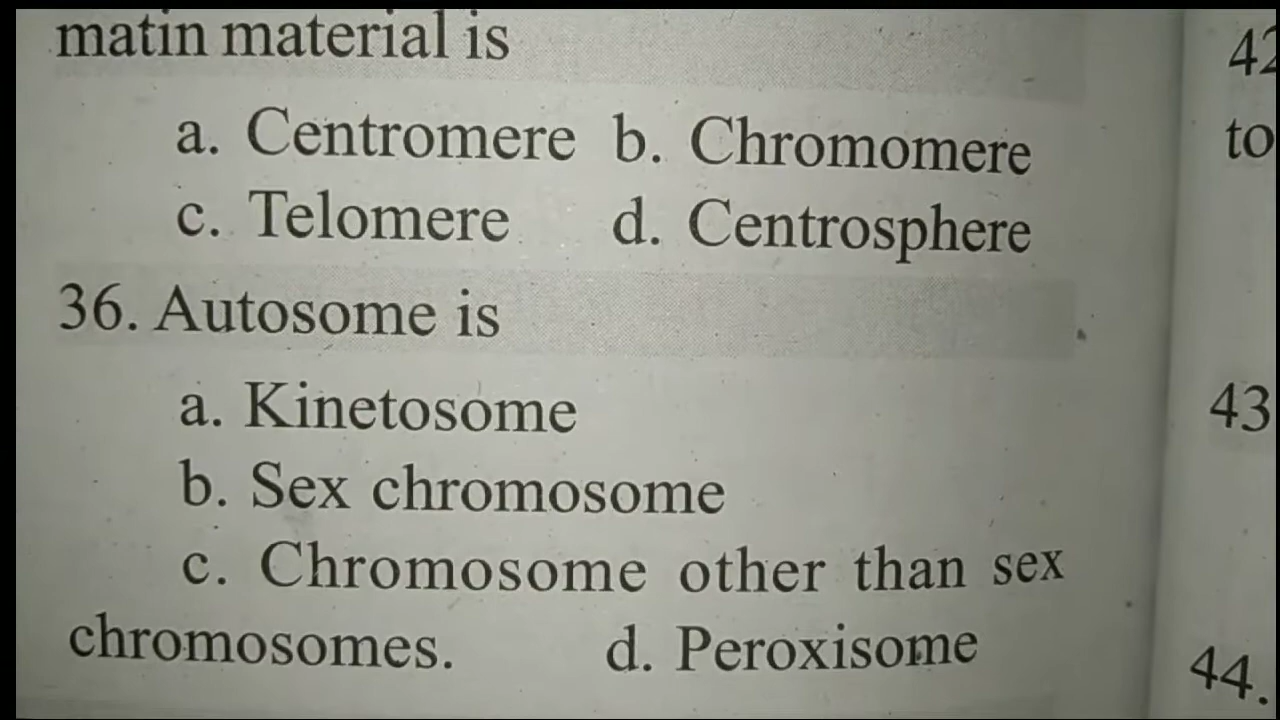 matin material is
a. Centromere b. Chromomere
c. Telomere d. Centrosphere
36. Autosome is
a. Kinetosome
b. Sex chromosome
c. Chromosome other than sex
chromosomes. d. Peroxisome
42
to
43
44.